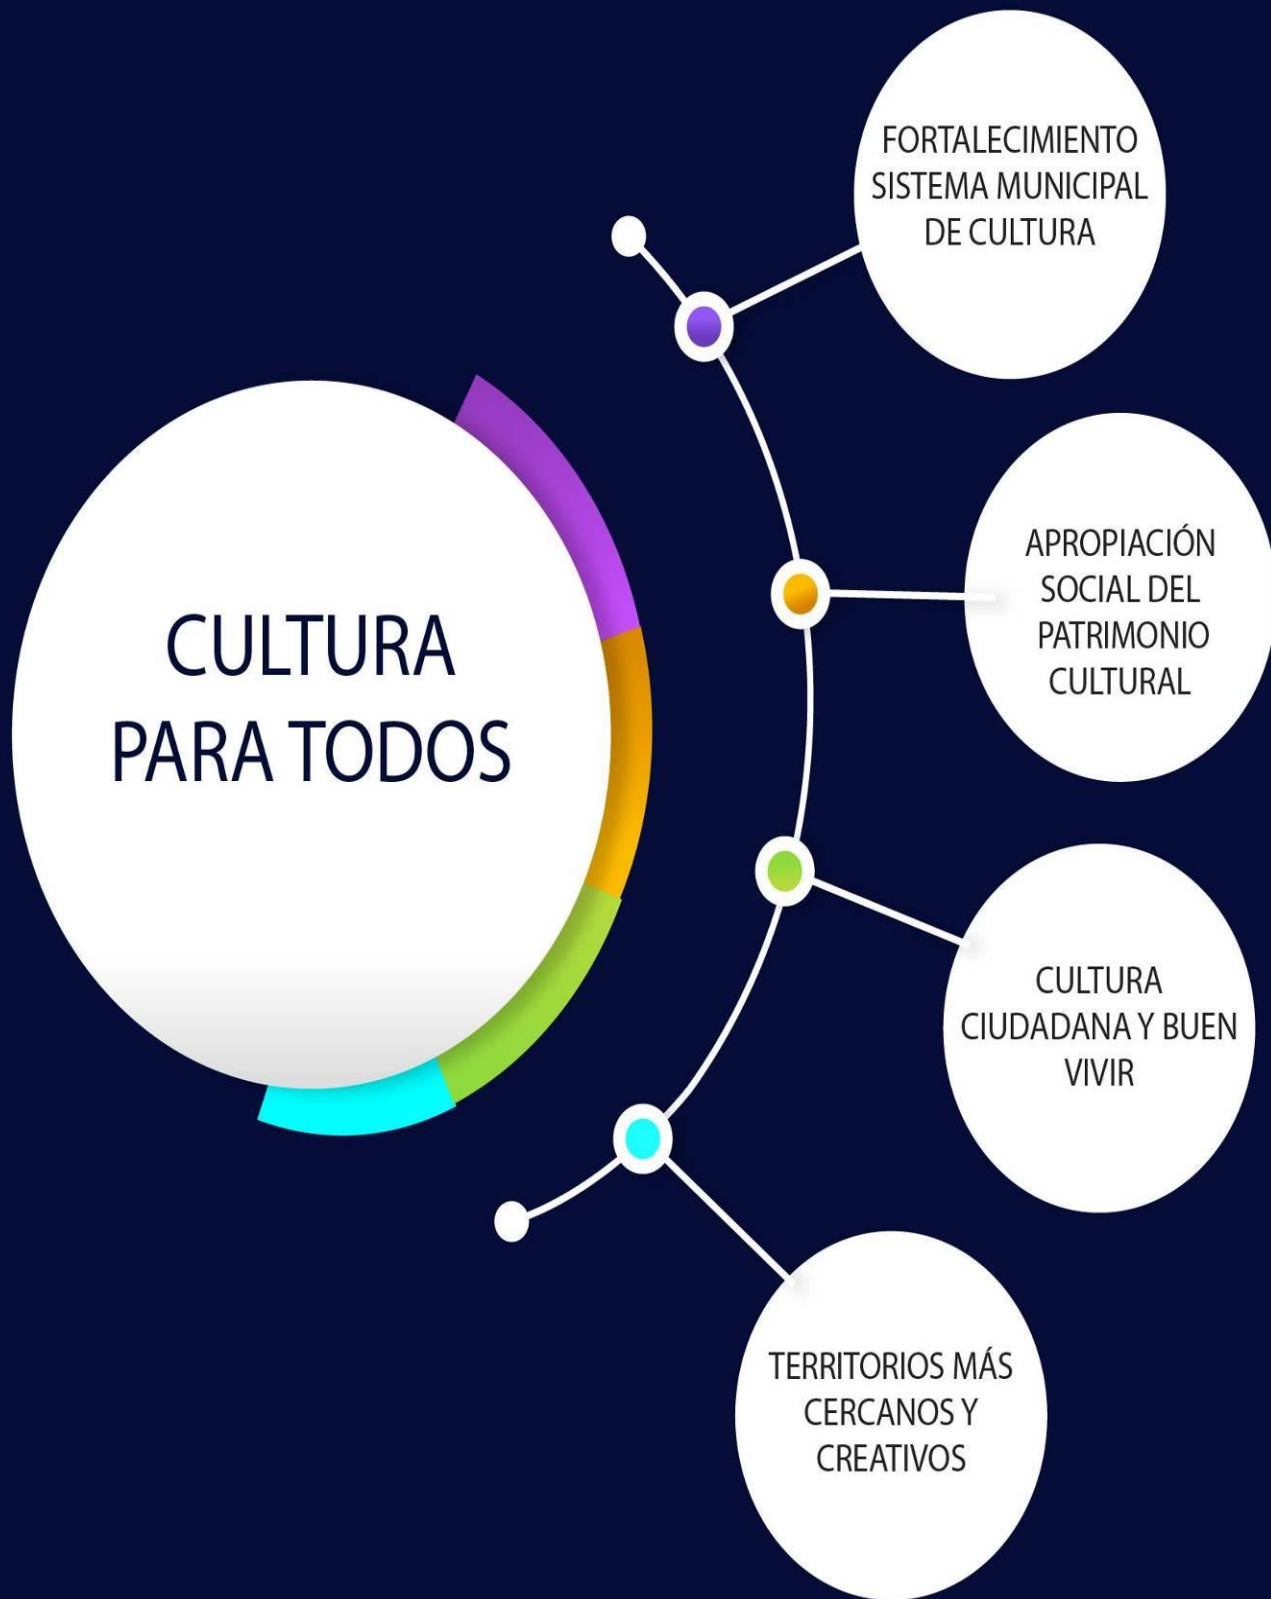 CULTURA
PARA TODOS
FORTALECIMIENTO
SISTEMA MUNICIPAL
DE CULTURA
APROPIACIÓN
SOCIAL DEL
PATRIMONIO
CULTURAL
CULTURA
CIUDADANA Y BUEN
VIVIR
TERRITORIOS MÁS
CERCANOS Y
CREATIVOS